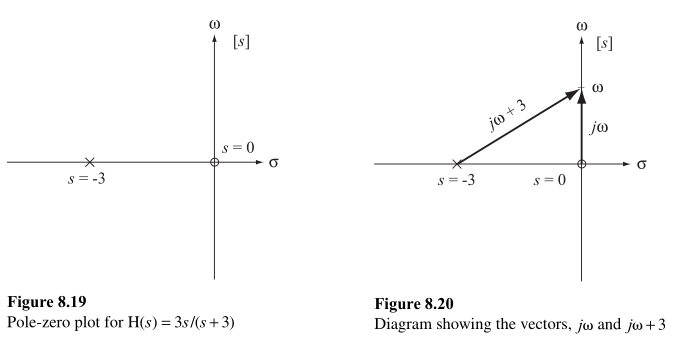 ω
[s]
s = 0
σ
s = -3
Figure 8.19
Pole-zero plot for H(s) = 3s/(s + 3)
ω
[s]
ω
jω + 3
jω
σ
s = -3
s = 0
Figure 8.20
Diagram showing the vectors, jω and jω + 3